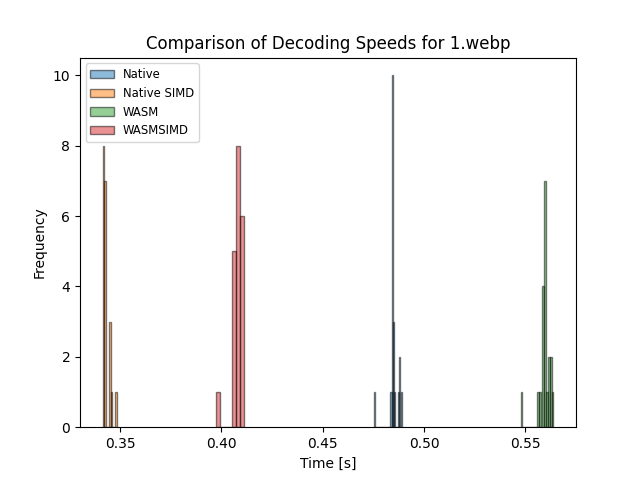 Comparison of Decoding Speeds for 1.webp
Native
Native SIMD
WASM
WASMSIMD
Frequency
10
8
6
4
2
0
0.35 0.40 0.45 0.50 0.55
Time [s]